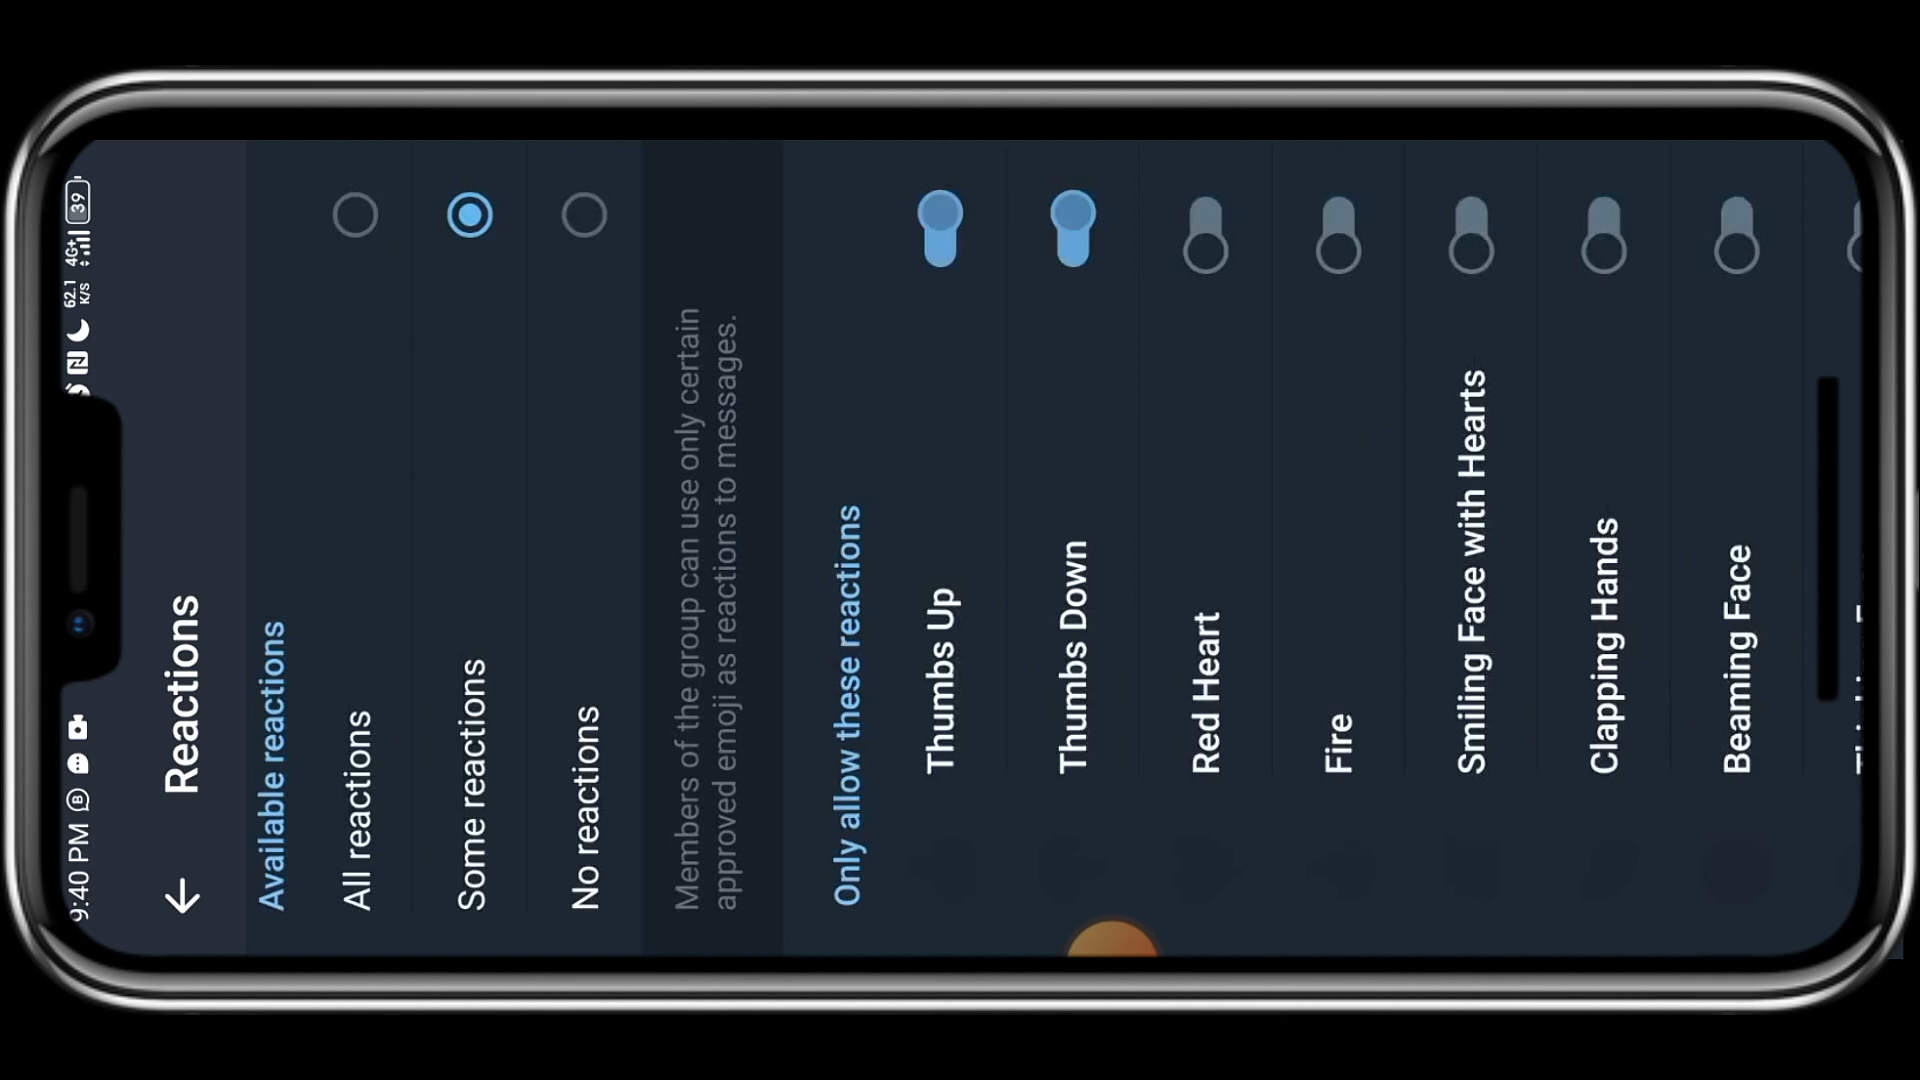 9:40 PM
62.1
K/S
4G+
39
Reactions
Available reactions
All reactions
Some reactions
No reactions
Members of the group can use only certain
approved emoji as reactions to messages.
Only allow these reactions
Thumbs Up
Thumbs Down
Red Heart
Fire
Smiling Face with Hearts
Clapping Hands
Beaming Face